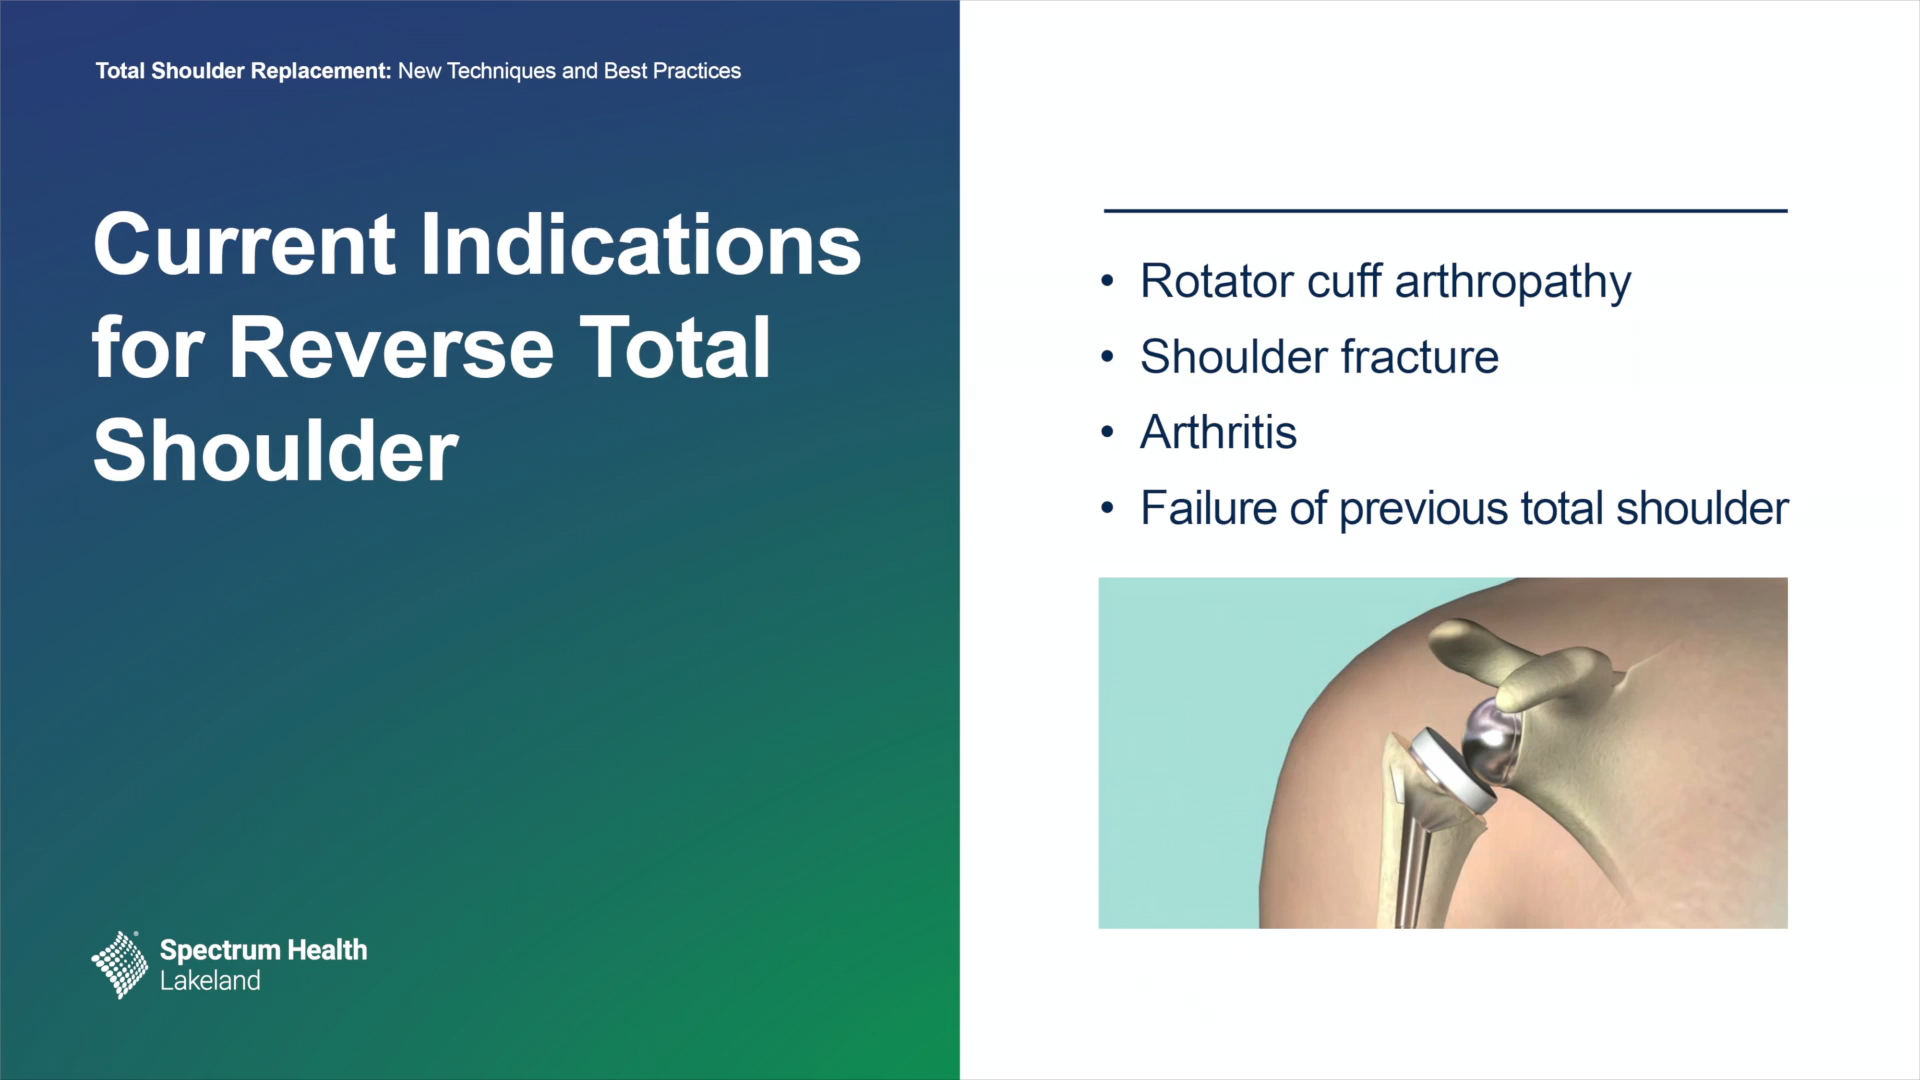 Total Shoulder Replacement: New Techniques and Best Practices
Current Indications
for Reverse Total
Shoulder
• Rotator cuff arthropathy
• Shoulder fracture
• Arthritis
• Failure of previous total shoulder
Spectrum Health
Lakeland